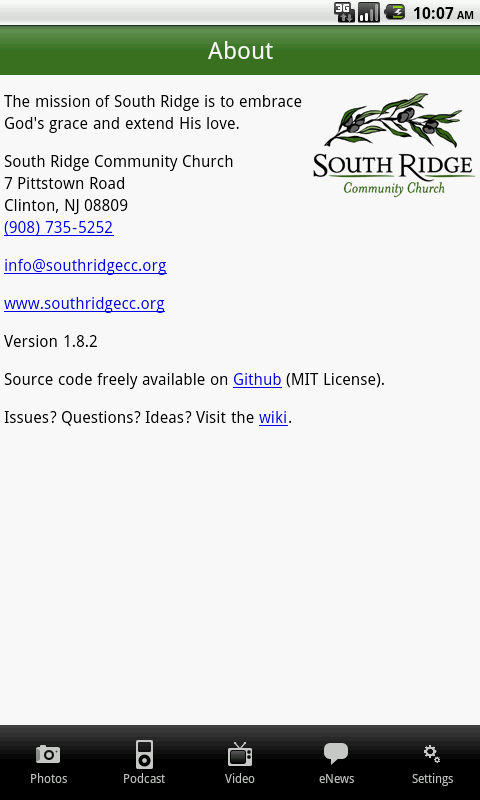 3G
10:07 AM
About
The mission of South Ridge is to embrace
God's grace and extend His love.
SOUTH RIDGE
Community Church
South Ridge Community Church
7 Pittstown Road
Clinton, NJ 08809
(908) 735-5252
info@southridgecc.org
www.southridgecc.org
Version 1.8.2
Source code freely available on Github (MIT License).
Issues? Questions? Ideas? Visit the wiki.
Photos
Podcast
Video
eNews
Settings